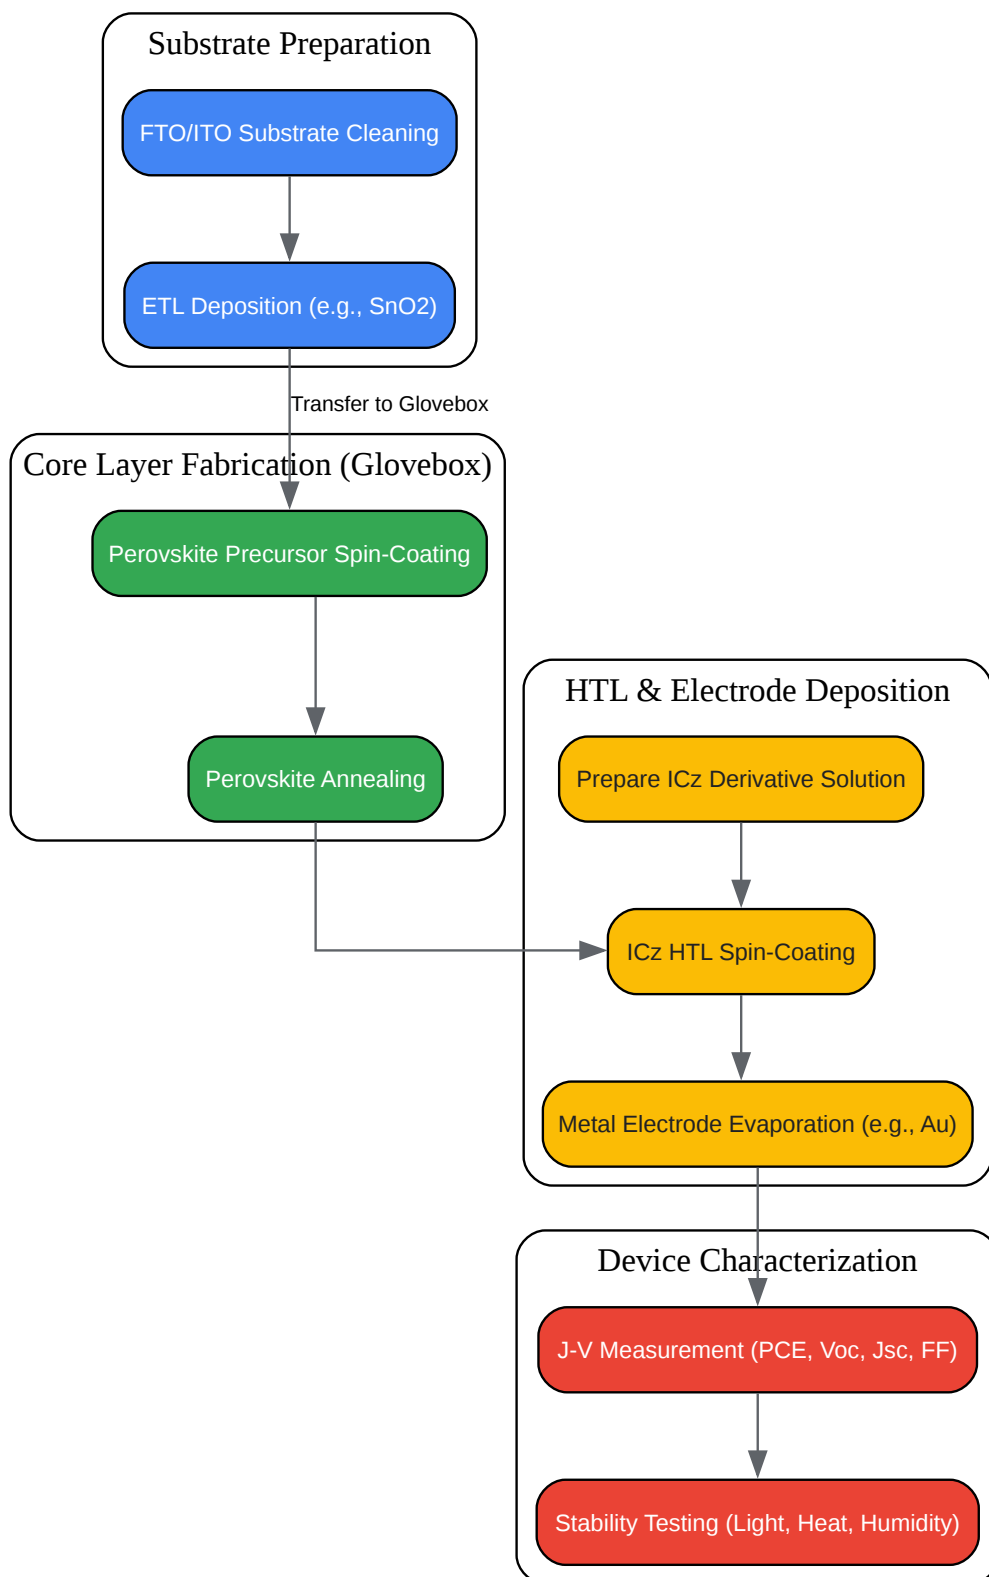 Substrate Preparation
FTO/ITO Substrate Cleaning
ETL Deposition (e.g., SnO2)
Transfer to Glovebox
Core Layer Fabrication (Glovebox)
Perovskite Precursor Spin-Coating
Perovskite Annealing
HTL & Electrode Deposition
Prepare ICz Derivative Solution
ICz HTL Spin-Coating
Metal Electrode Evaporation (e.g., Au)
Device Characterization
J-V Measurement (PCE, Voc, Jsc, FF)
Stability Testing (Light, Heat, Humidity)